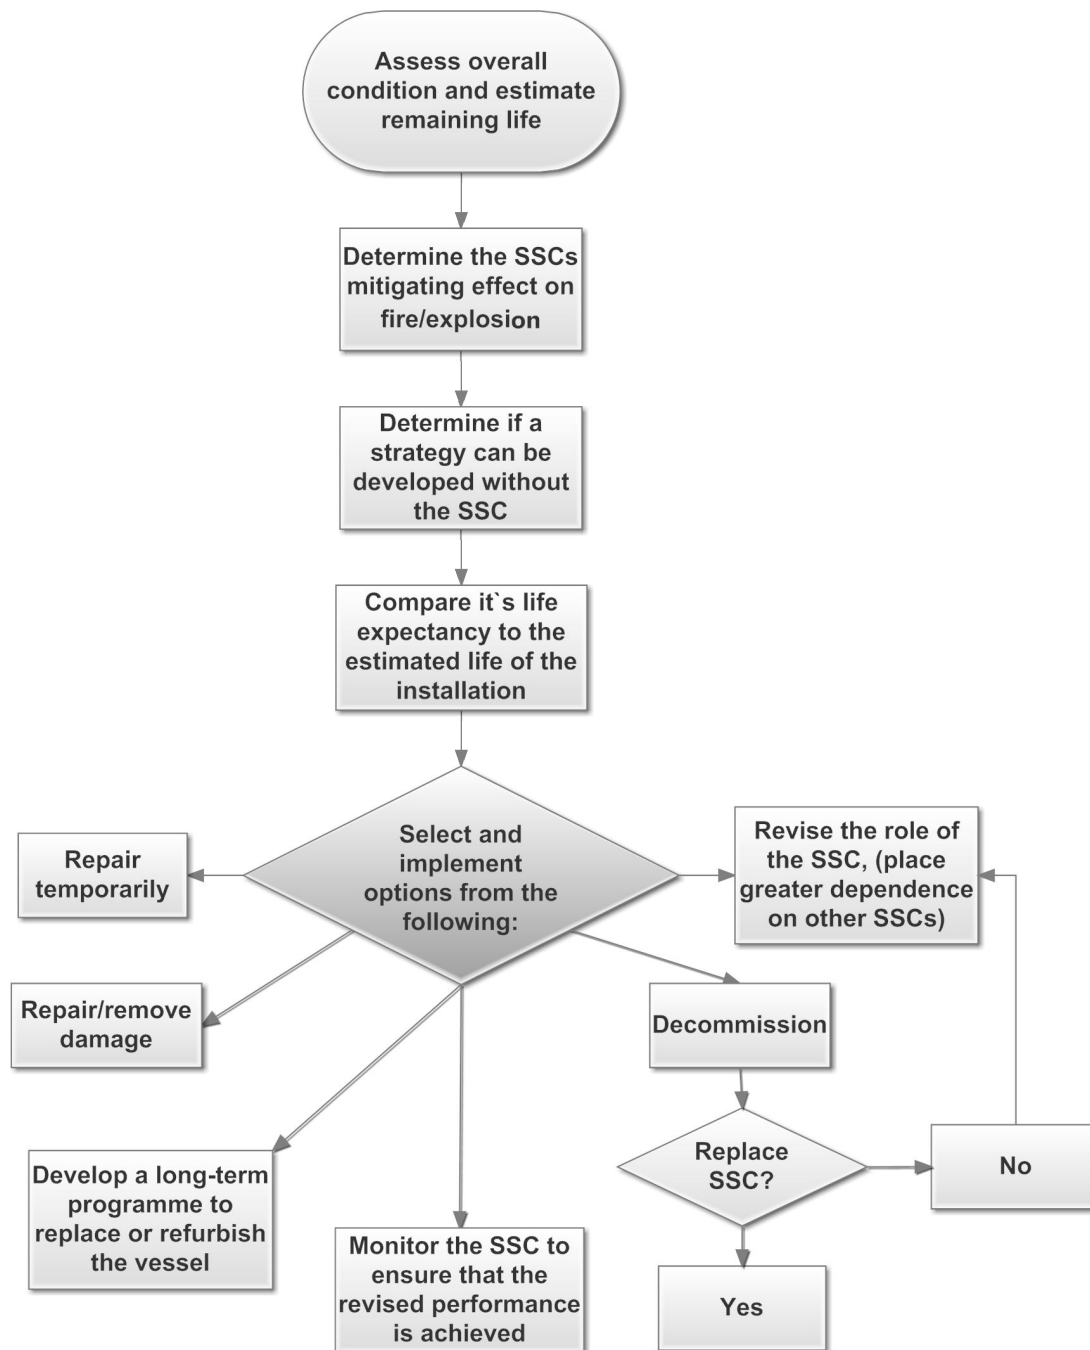 Assess overall
condition and estimate
remaining life
Determine the SSCs
mitigating effect on
fire/explosion
Determine if a
strategy can be
developed without
the SSC
Compare it`s life
expectancy to the
estimated life of the
installation
Select and
implement
options from the
following:
Repair
temporarily
Revise the role of
the SSC, (place
greater dependence
on other SSCs)
Repair/remove
damage
Decommission
Develop a long-term
programme to
replace or refurbish
the vessel
Monitor the SSC to
ensure that the
revised performance
is achieved
Replace
SSC?
No
Yes